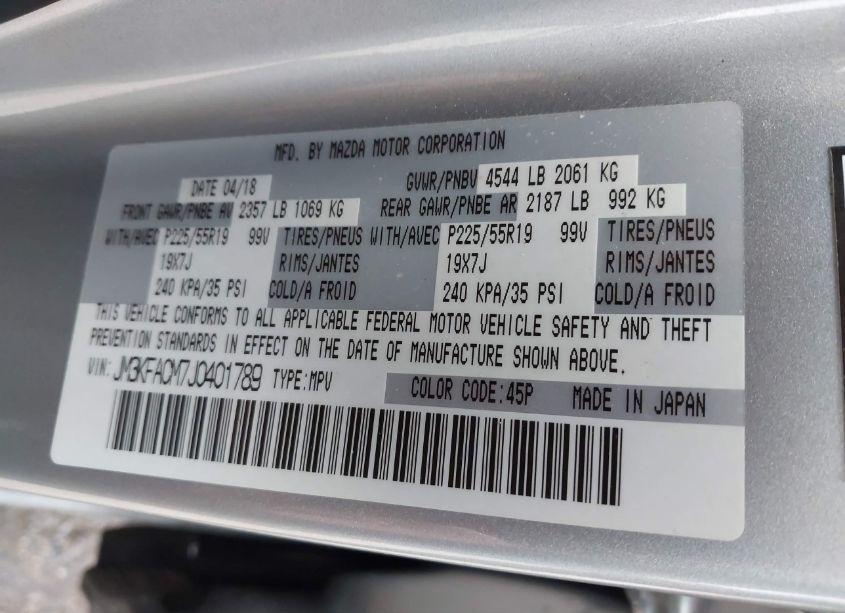 MFD. BY MAZDA MOTOR CORPORATION
DATE 04/18 GVWR/PNBV 4544 LB 2061 KG
FRONT GAWR/PNBE AV 2357 LB 1069 KG REAR GAWR/PNBE AR 2187 LB 992 KG
WITH/AVEC P225/55R19 99V TIRES/PNEUS WITH/AVEC P225/55R19 99V TIRES/PNEUS
19X7J RIMS/JANTES 19X7J RIMS/JANTES
240 KPA/35 PSI COLD/A FROID 240 KPA/35 PSI COLD/A FROID
THIS VEHICLE CONFORMS TO ALL APPLICABLE FEDERAL MOTOR VEHICLE SAFETY AND THEFT
PREVENTION STANDARDS IN EFFECT ON THE DATE OF MANUFACTURE SHOWN ABOVE.
VIN: JM3KFACM7J0401789 TYPE:MPV COLOR CODE:45P MADE IN JAPAN